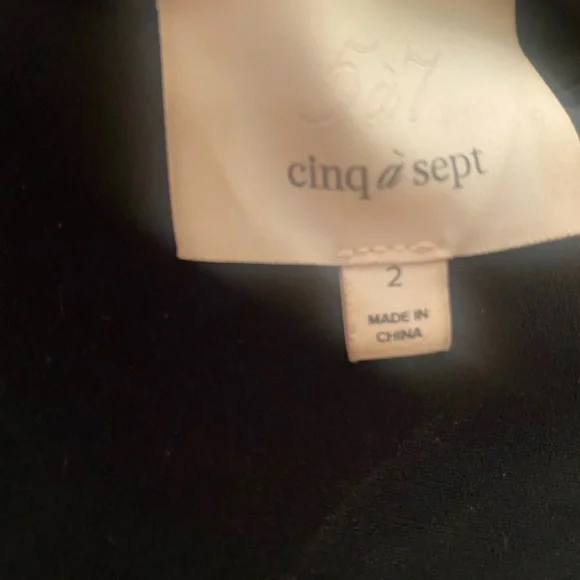 5à7
cinq à sept
2
MADE IN
CHINA